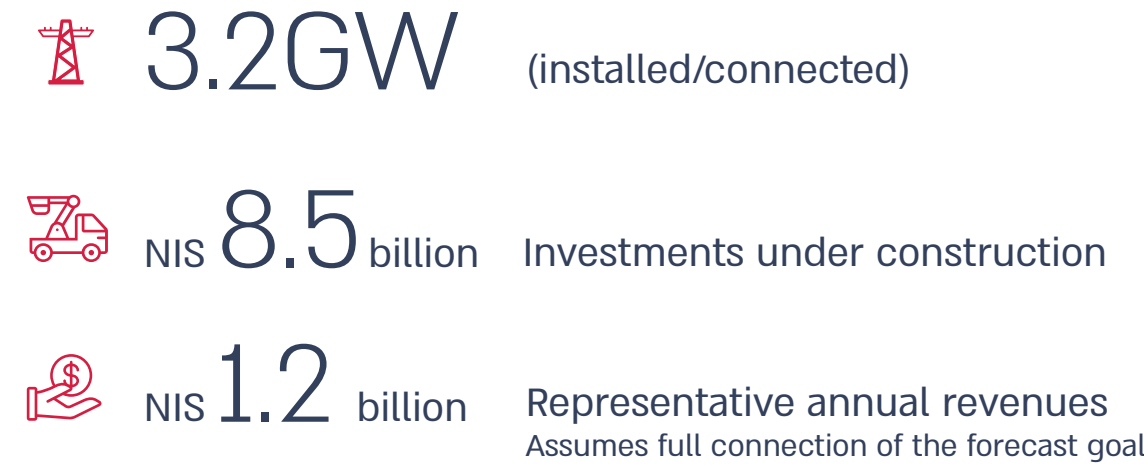 3.2GW (installed/connected)
NIS 8.5 billion Investments under construction
NIS 1.2 billion Representative annual revenues
Assumes full connection of the forecast goal